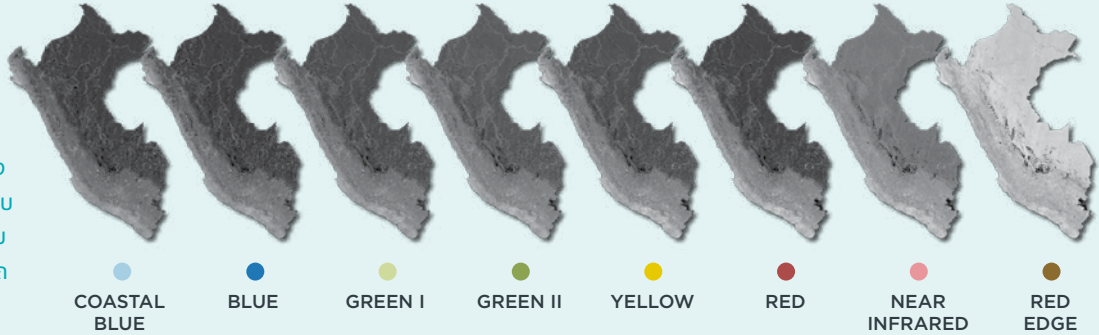 COASTAL
BLUE
BLUE
GREEN I
GREEN II
YELLOW
RED
NEAR
INFRARED
RED
EDGE